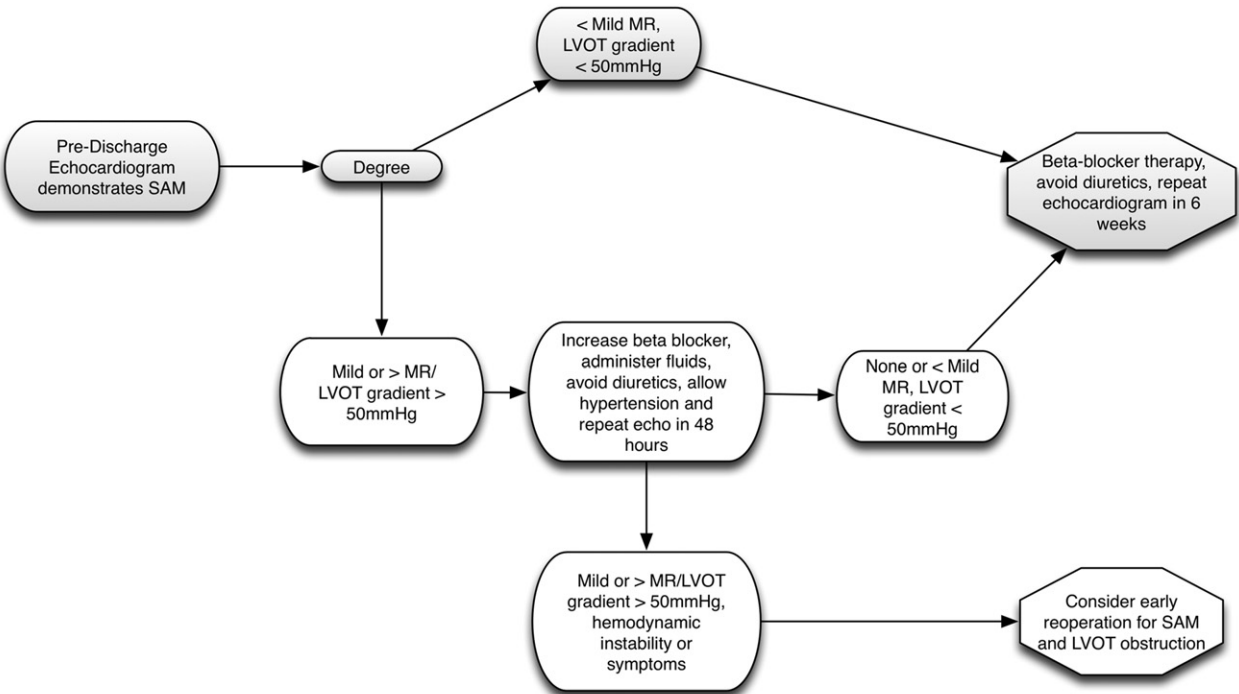 < Mild MR,
LVOT gradient
< 50mmHg
Pre-Discharge
Echocardiogram
demonstrates SAM
Degree
Beta-blocker therapy,
avoid diuretics, repeat
echocardiogram in 6
weeks
Mild or > MR/
LVOT gradient >
50mmHg
Increase beta blocker,
administer fluids,
avoid diuretics, allow
hypertension and
repeat echo in 48
hours
None or < Mild
MR, LVOT
gradient <
50mmHg
Mild or > MR/LVOT
gradient > 50mmHg,
hemodynamic
instability or
symptoms
Consider early
reoperation for SAM
and LVOT obstruction